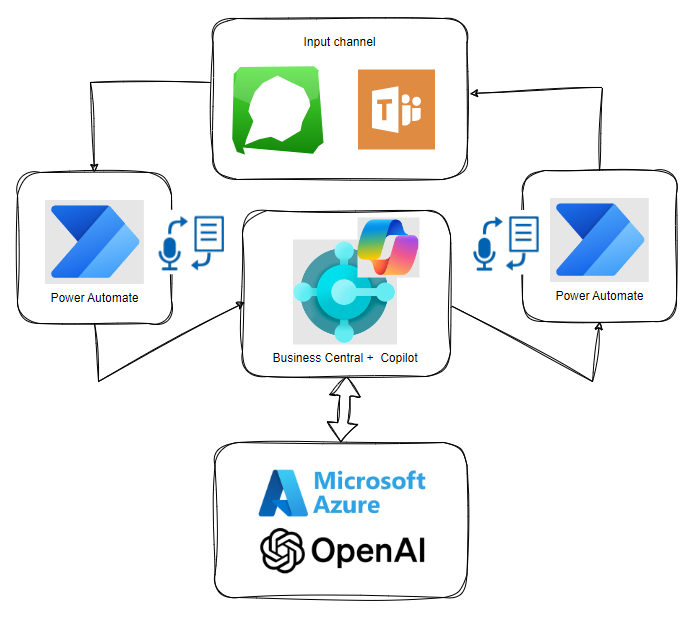 Input channel
T
Power Automate
Power Automate
Business Central + Copilot
Microsoft
Azure
OpenAI